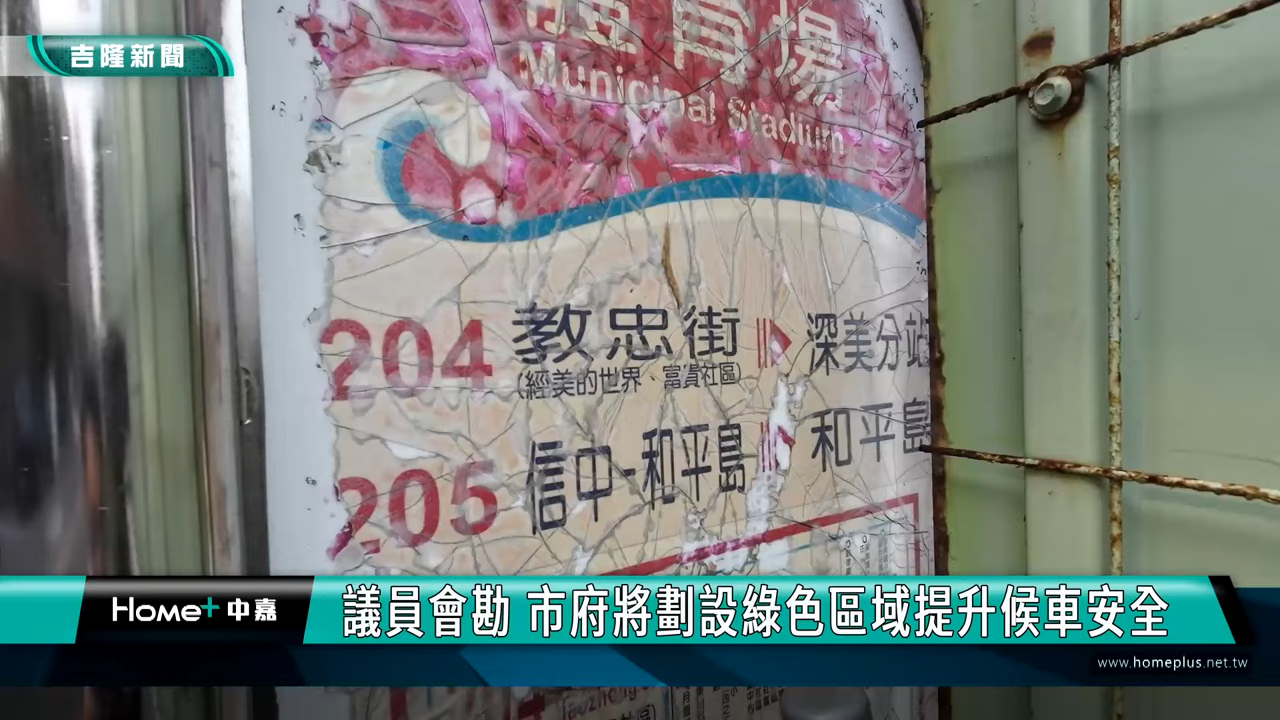 吉隆新聞
體育場
Municipal Stadium
204 教忠街 深美分站
(經美的世界、富貴社區)
205 信中-和平島 和平島
Home+中嘉
議員會勘 市府將劃設綠色區域提升候車安全
www.homeplus.net.tw